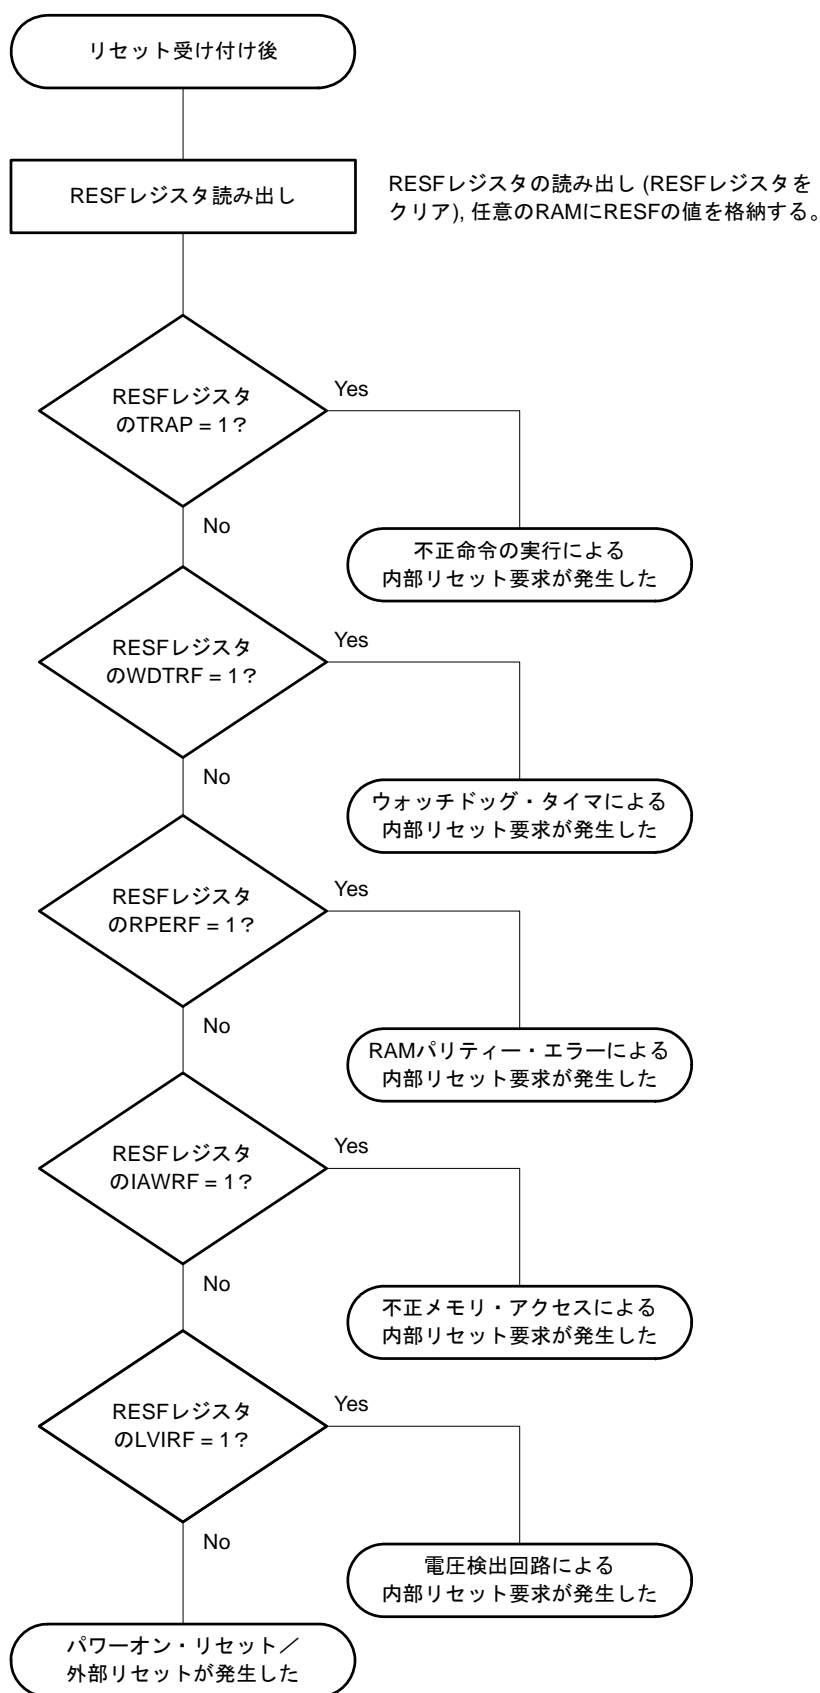 リセット受け付け後
RESFレジスタ読み出し
RESFレジスタの読み出し (RESFレジスタを
クリア), 任意のRAMにRESFの値を格納する。
RESFレジスタ
のTRAP = 1？
Yes
No
不正命令の実行による
内部リセット要求が発生した
RESFレジスタ
のWDTRF = 1？
Yes
No
ウォッチドッグ・タイマによる
内部リセット要求が発生した
RESFレジスタ
のRPERF = 1？
Yes
No
RAMパリティー・エラーによる
内部リセット要求が発生した
RESFレジスタ
のIAWRF = 1？
Yes
No
不正メモリ・アクセスによる
内部リセット要求が発生した
RESFレジスタ
のLVIRF = 1？
Yes
No
電圧検出回路による
内部リセット要求が発生した
パワーオン・リセット／
外部リセットが発生した